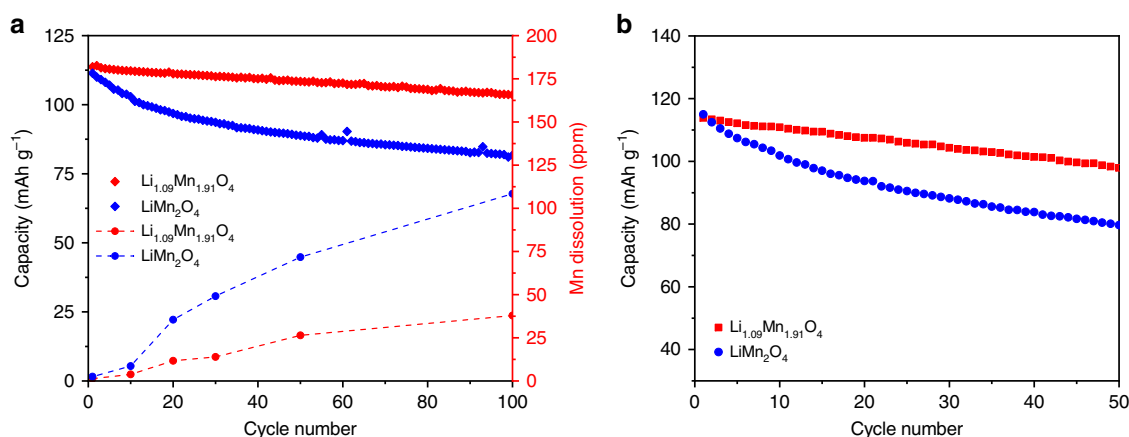 a
125
100
75
50
25
0
Capacity (mAh g⁻¹)
200
175
150
125
100
75
50
25
0
Mn dissolution (ppm)
Li₁.₀₉Mn₁.₉₁O₄
LiMn₂O₄
Li₁.₀₉Mn₁.₉₁O₄
LiMn₂O₄
0 20 40 60 80 100
Cycle number
b
140
120
100
80
60
40
Capacity (mAh g⁻¹)
Li₁.₀₉Mn₁.₉₁O₄
LiMn₂O₄
0 10 20 30 40 50
Cycle number